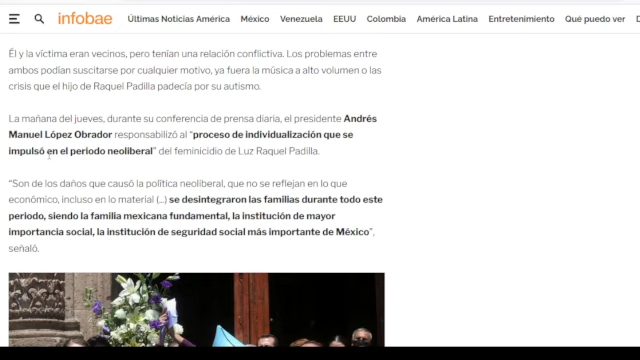 infobae Últimas Noticias América México Venezuela EEUU Colombia América Latina Entretenimiento Qué puedo ver D
Él y la víctima eran vecinos, pero tenían una relación conflictiva. Los problemas entre
ambos podían suscitarse por cualquier motivo, ya fuera la música a alto volumen o las
crisis que el hijo de Raquel Padilla padecía por su autismo.
La mañana del jueves, durante su conferencia de prensa diaria, el presidente Andrés
Manuel López Obrador responsabilizó al “proceso de individualización que se
impulsó en el periodo neoliberal” del feminicidio de Luz Raquel Padilla.
“Son de los daños que causó la política neoliberal, que no se reflejan en lo que
económico, incluso en lo material (...) se desintegraron las familias durante todo este
periodo, siendo la familia mexicana fundamental, la institución de mayor
importancia social, la institución de seguridad social más importante de México”,
señaló.